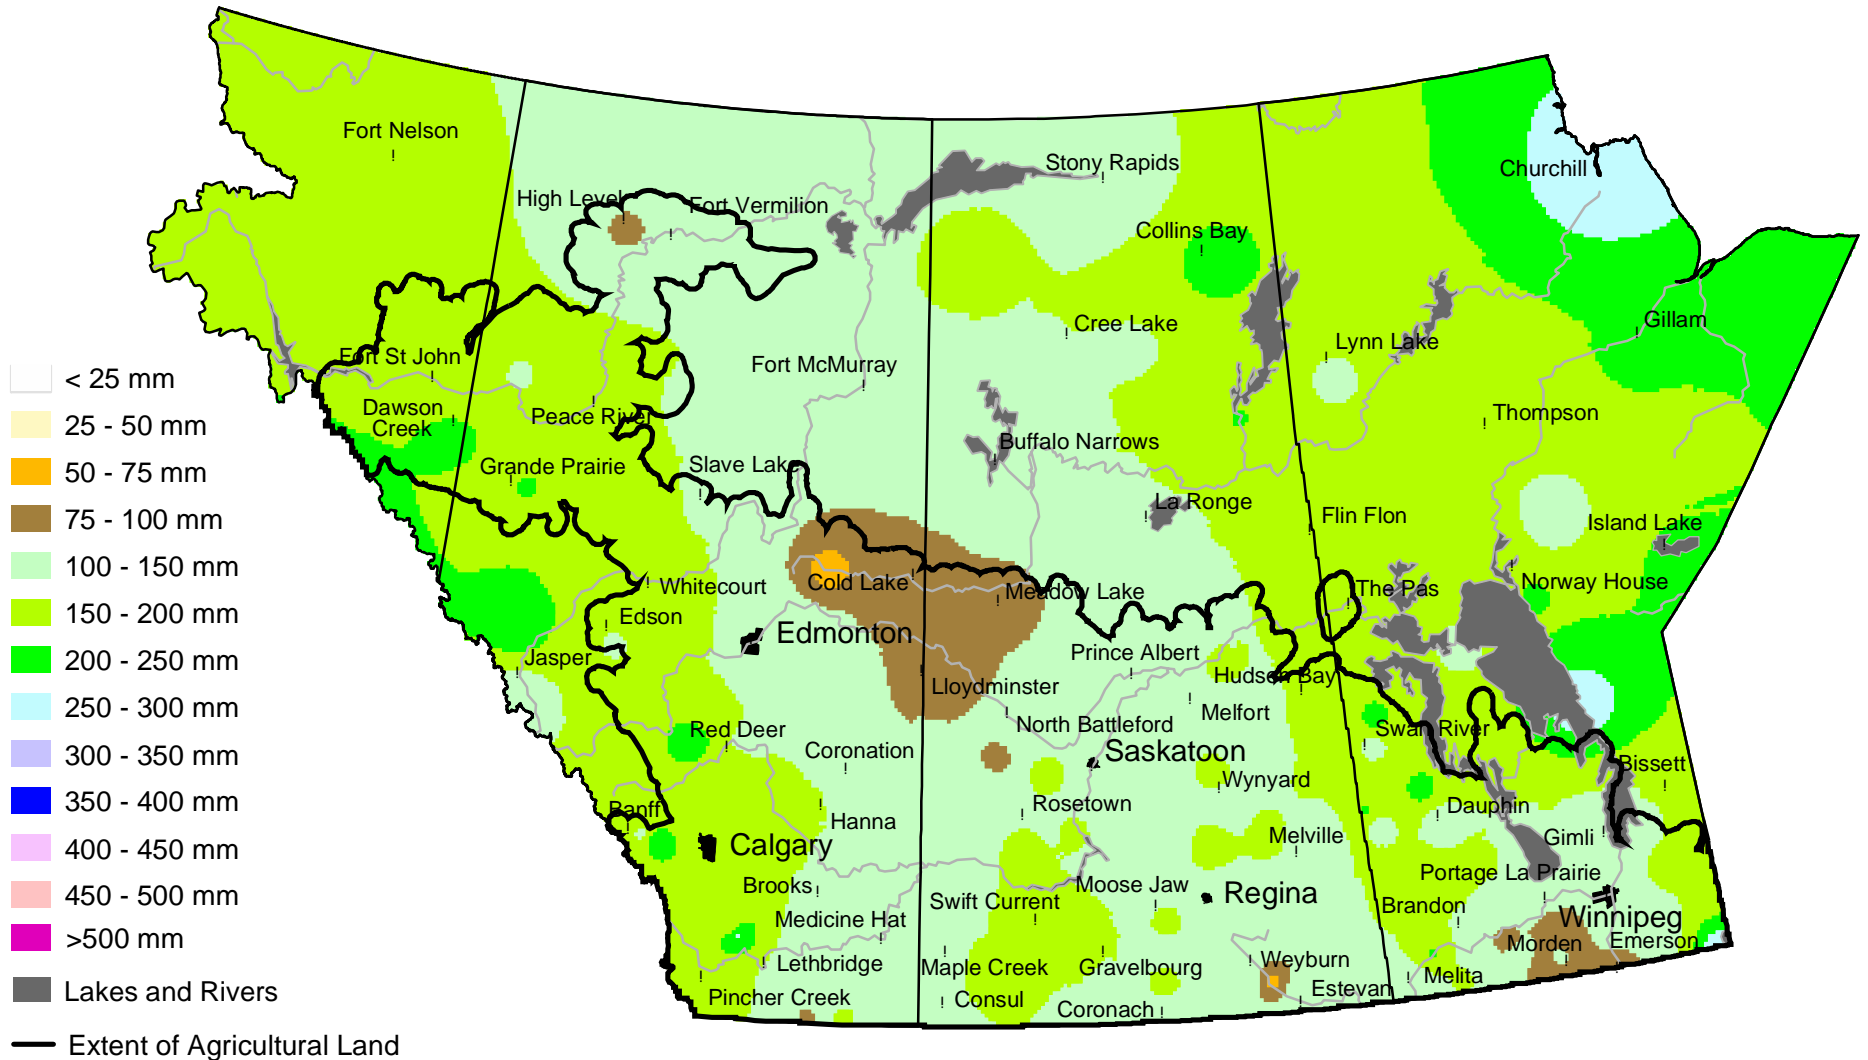 Fort Nelson
Stony Rapids
Churchill
High Level
Fort Vermilion
Collins Bay
Cree Lake
Gillam
Lynn Lake
Fort St John
Fort McMurray
< 25 mm
Dawson
Creek
Peace River
Thompson
25 - 50 mm
Buffalo Narrows
Grande Prairie
Slave Lake
50 - 75 mm
La Ronge
Flin Flon
Island Lake
75 - 100 mm
100 - 150 mm
Whitecourt
Cold Lake
Meadow Lake
The Pas
Norway House
150 - 200 mm
Edson
Edmonton
Jasper
Prince Albert
200 - 250 mm
Hudson Bay
Lloydminster
250 - 300 mm
Melfort
North Battleford
Red Deer
Swan River
300 - 350 mm
Coronation
Saskatoon
Bissett
Wynyard
350 - 400 mm
Banff
Hanna
Rosetown
Dauphin
400 - 450 mm
Calgary
Melville
Gimli
450 - 500 mm
Brooks
Moose Jaw
Regina
Portage La Prairie
Medicine Hat
Swift Current
Brandon
Winnipeg
>500 mm
Morden
Emerson
Lethbridge
Maple Creek
Gravelbourg
Weyburn
Melita
Lakes and Rivers
Pincher Creek
Consul
Coronach
Estevan
Extent of Agricultural Land